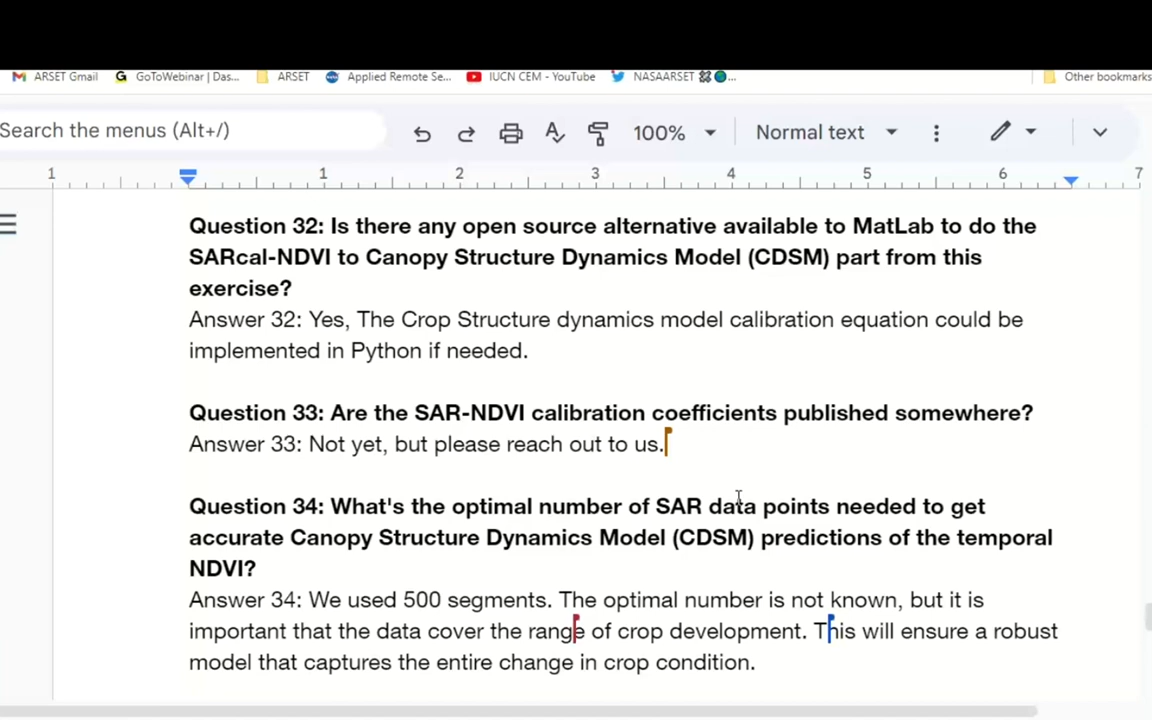 ARSET Gmail GoToWebinar | Das... ARSET Applied Remote Se... IUCN CEM - YouTube NASAARSET Other bookmarks
Search the menus (Alt+/) 100% Normal text
1 1 2 3 4 5 6 7
Question 32: Is there any open source alternative available to MatLab to do the
SARcal-NDVI to Canopy Structure Dynamics Model (CDSM) part from this
exercise?
Answer 32: Yes, The Crop Structure dynamics model calibration equation could be
implemented in Python if needed.
Question 33: Are the SAR-NDVI calibration coefficients published somewhere?
Answer 33: Not yet, but please reach out to us.
Question 34: What's the optimal number of SAR data points needed to get
accurate Canopy Structure Dynamics Model (CDSM) predictions of the temporal
NDVI?
Answer 34: We used 500 segments. The optimal number is not known, but it is
important that the data cover the range of crop development. This will ensure a robust
model that captures the entire change in crop condition.